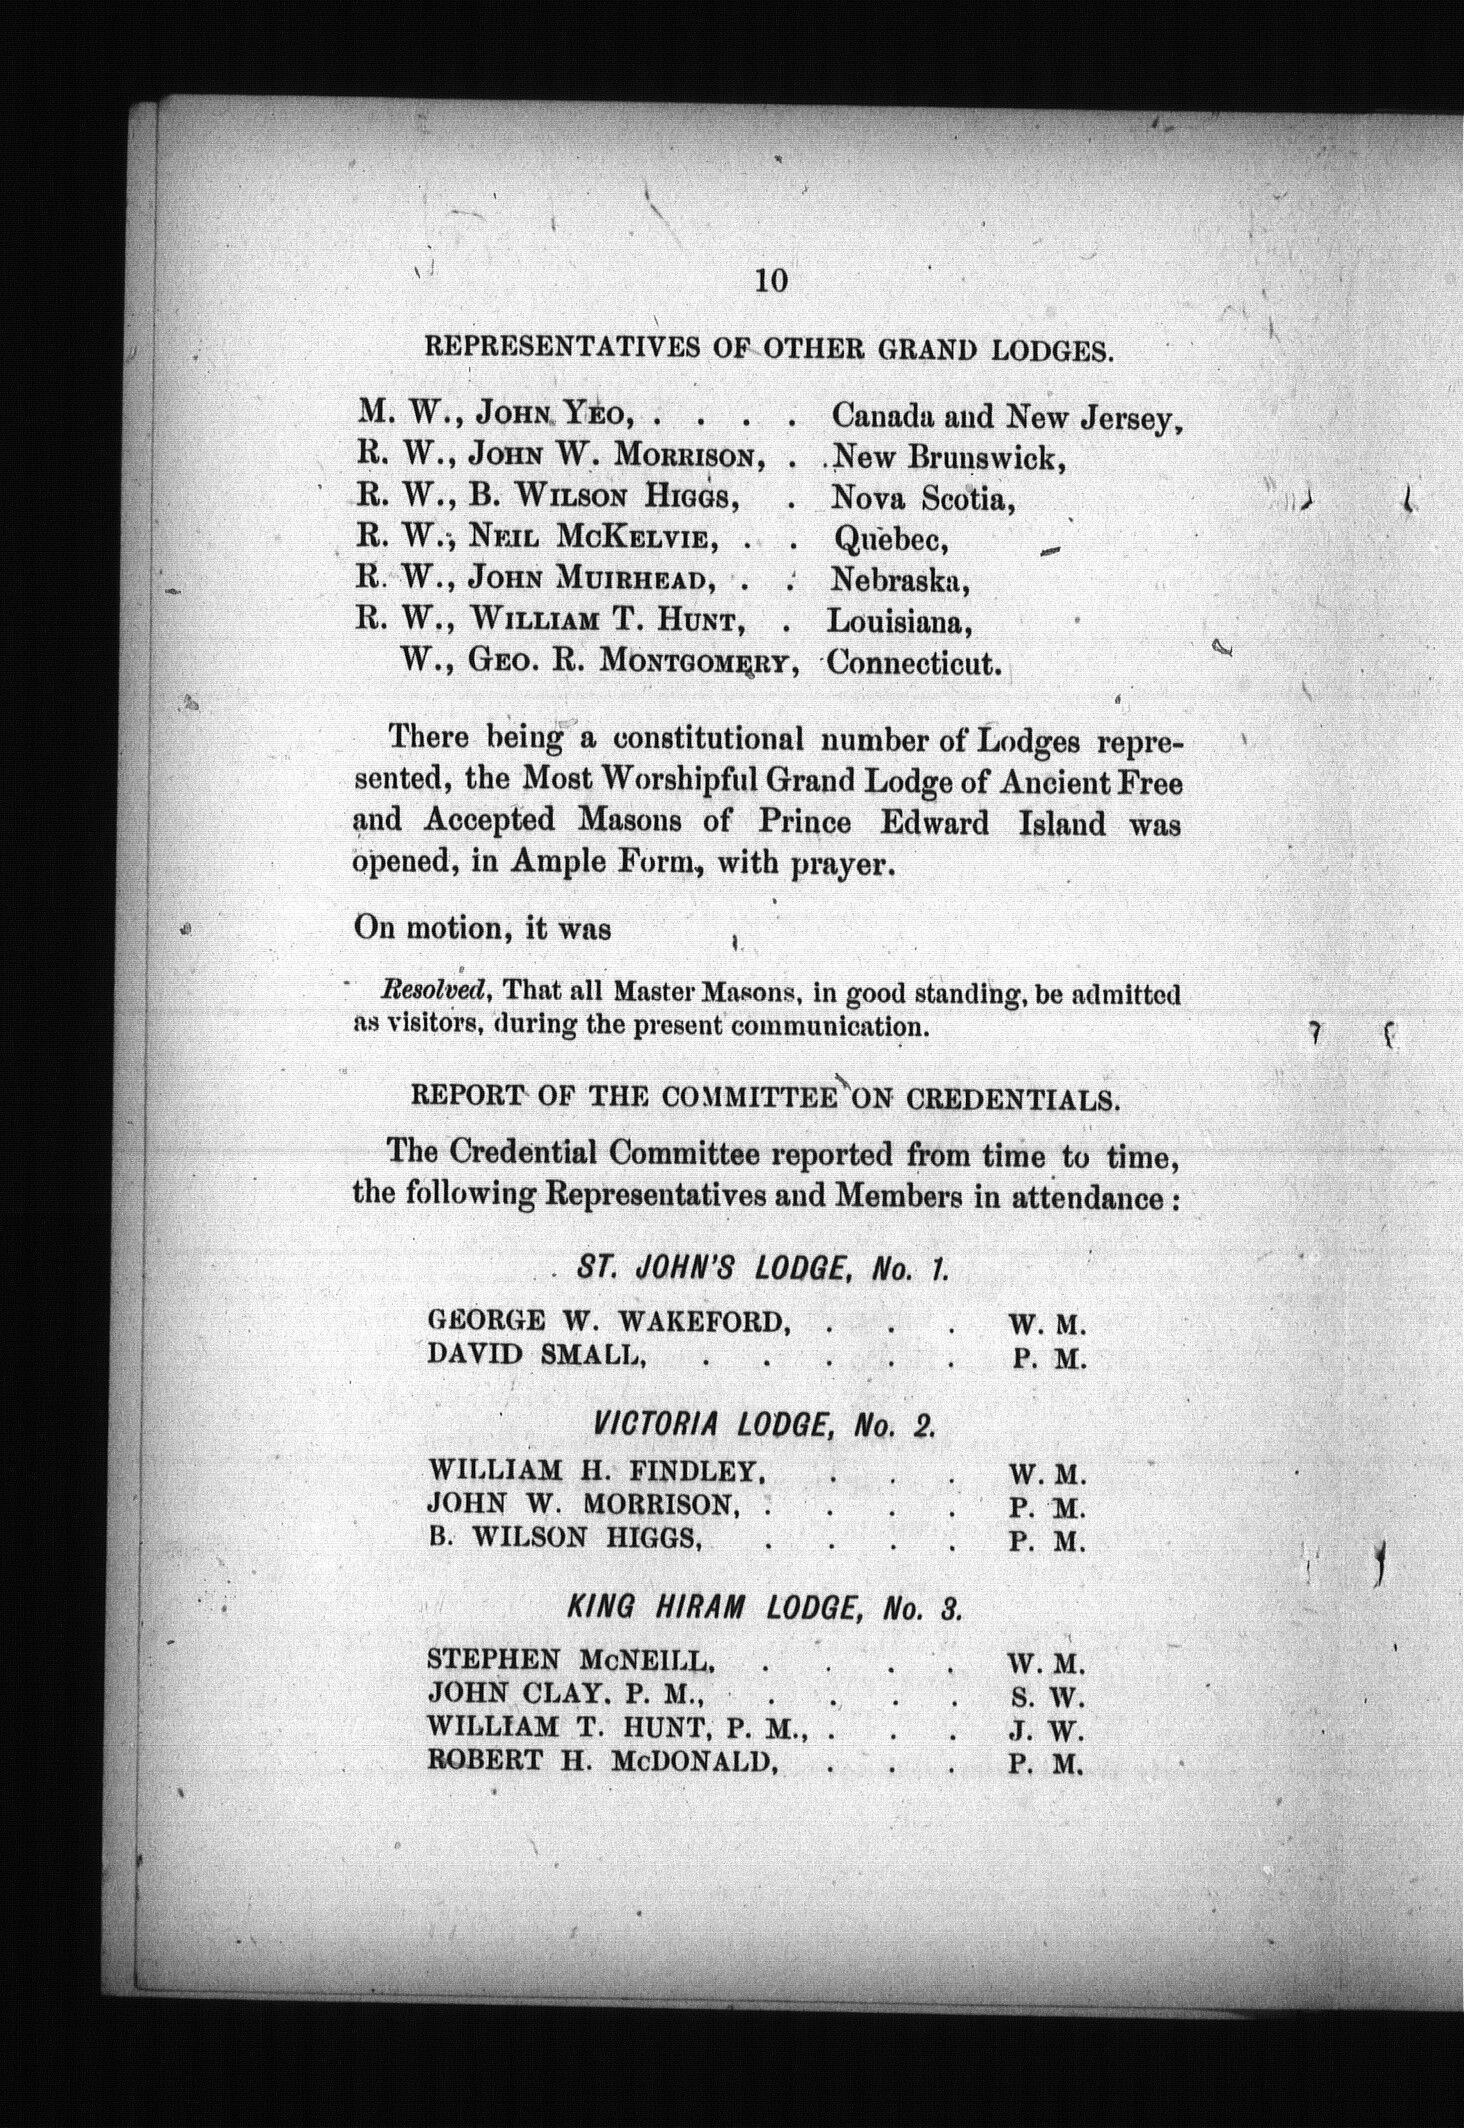 10
REPRESENTATIVES OF OTHER GRAND LODGES.
M. W., JOHN YEO, . . . . Canada and New Jersey,
R. W., JOHN W. MORRISON, . . New Brunswick,
R. W., B. WILSON HIGGS, . Nova Scotia,
R. W., NEIL MCKELVIE, . . Quebec,
R. W., JOHN MUIRHEAD, . . Nebraska,
R. W., WILLIAM T. HUNT, . Louisiana,
W., GEO. R. MONTGOMERY, Connecticut.
There being a constitutional number of Lodges repre-
sented, the Most Worshipful Grand Lodge of Ancient Free
and Accepted Masons of Prince Edward Island was
opened, in Ample Form, with prayer.
On motion, it was
Resolved, That all Master Masons, in good standing, be admitted
as visitors, during the present communication.
REPORT OF THE COMMITTEE ON CREDENTIALS.
The Credential Committee reported from time to time,
the following Representatives and Members in attendance :
ST. JOHN'S LODGE, No. 1.
GEORGE W. WAKEFORD, . . . W. M.
DAVID SMALL, . . . . . P. M.
VICTORIA LODGE, No. 2.
WILLIAM H. FINDLEY, . . . W. M.
JOHN W. MORRISON, . . . . P. M.
B. WILSON HIGGS, . . . . P. M.
KING HIRAM LODGE, No. 3.
STEPHEN McNEILL, . . . . W. M.
JOHN CLAY. P. M., . . . . S. W.
WILLIAM T. HUNT, P. M., . . . J. W.
ROBERT H. McDONALD, . . . P. M.